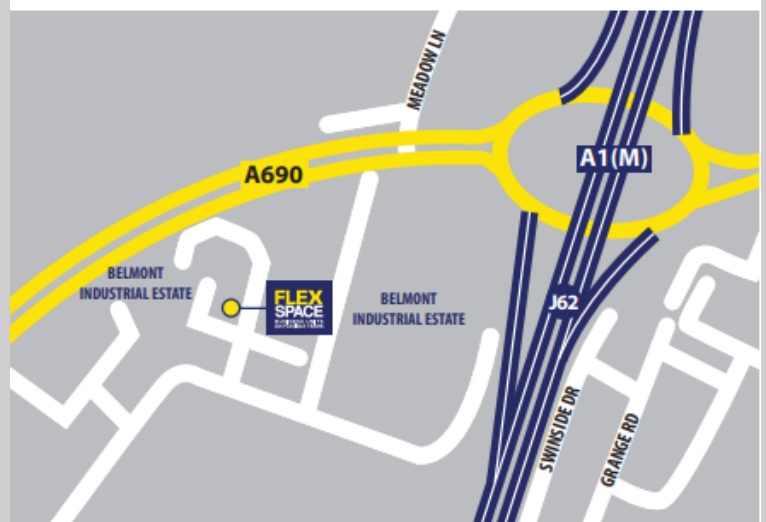 MEADOW LN
A690
A1(M)
BELMONT
INDUSTRIAL ESTATE
FLEX
SPACE
BELMONT
INDUSTRIAL ESTATE
J62
SWINSIDE DR
GRANGE RD